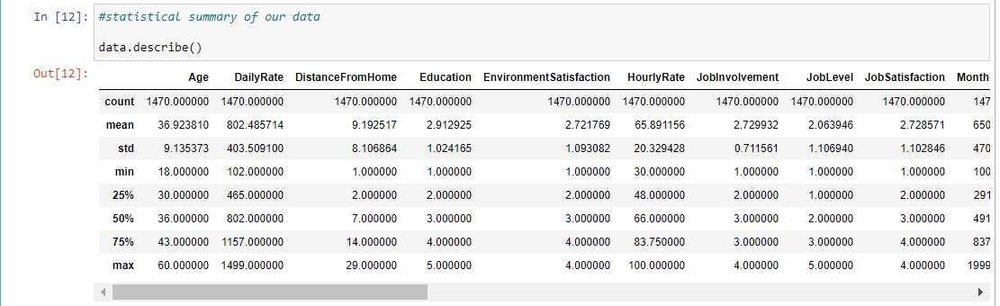 In [12]: #statistical summary of our data
data.describe()
Out[12]:
Age DailyRate DistanceFromHome Education EnvironmentSatisfaction HourlyRate JobInvolvement JobLevel JobSatisfaction Month
count 1470.000000 1470.000000 1470.000000 1470.000000 1470.000000 1470.000000 1470.000000 1470.000000 1470.000000 147
mean 36.923810 802.485714 9.192517 2.912925 2.721769 65.891156 2.729932 2.063946 2.728571 650
std 9.135373 403.509100 8.106864 1.024165 1.093082 20.329428 0.711561 1.106940 1.102846 470
min 18.000000 102.000000 1.000000 1.000000 1.000000 30.000000 1.000000 1.000000 1.000000 100
25% 30.000000 465.000000 2.000000 2.000000 2.000000 48.000000 2.000000 1.000000 2.000000 291
50% 36.000000 802.000000 7.000000 3.000000 3.000000 66.000000 3.000000 2.000000 3.000000 491
75% 43.000000 1157.000000 14.000000 4.000000 4.000000 83.750000 3.000000 3.000000 4.000000 837
max 60.000000 1499.000000 29.000000 5.000000 4.000000 100.000000 4.000000 5.000000 4.000000 1999